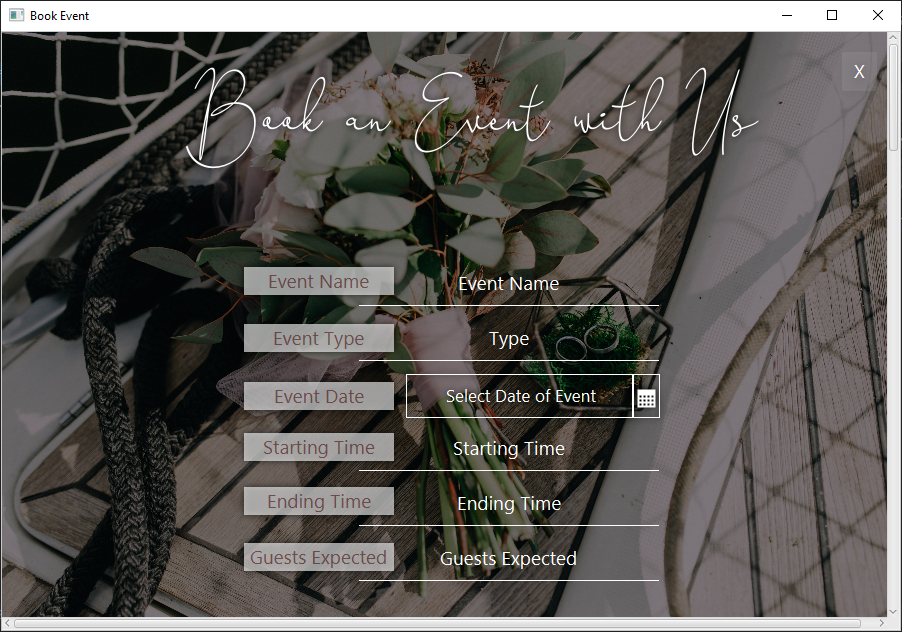 Book Event
X
Book an Event with Us
Event Name Event Name
Event Type Type
Event Date Select Date of Event
Starting Time Starting Time
Ending Time Ending Time
Guests Expected Guests Expected